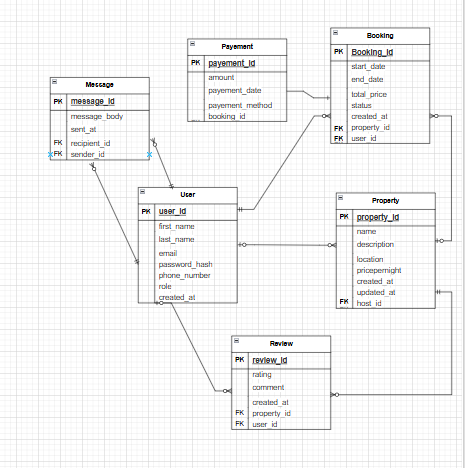 Booking
PK Booking_id
start_date
end_date
total_price
status
created_at
FK property_id
FK user_id
Payement
PK payement_id
amount
payement_date
payement_method
booking_id
Message
PK message_id
message_body
sent_at
FK recipient_id
FK sender_id
User
PK user_id
first_name
last_name
email
password_hash
phone_number
role
created_at
Property
PK property_id
name
description
location
pricepernight
created_at
updated_at
FK host_id
Review
PK review_id
rating
comment
created_at
FK property_id
FK user_id